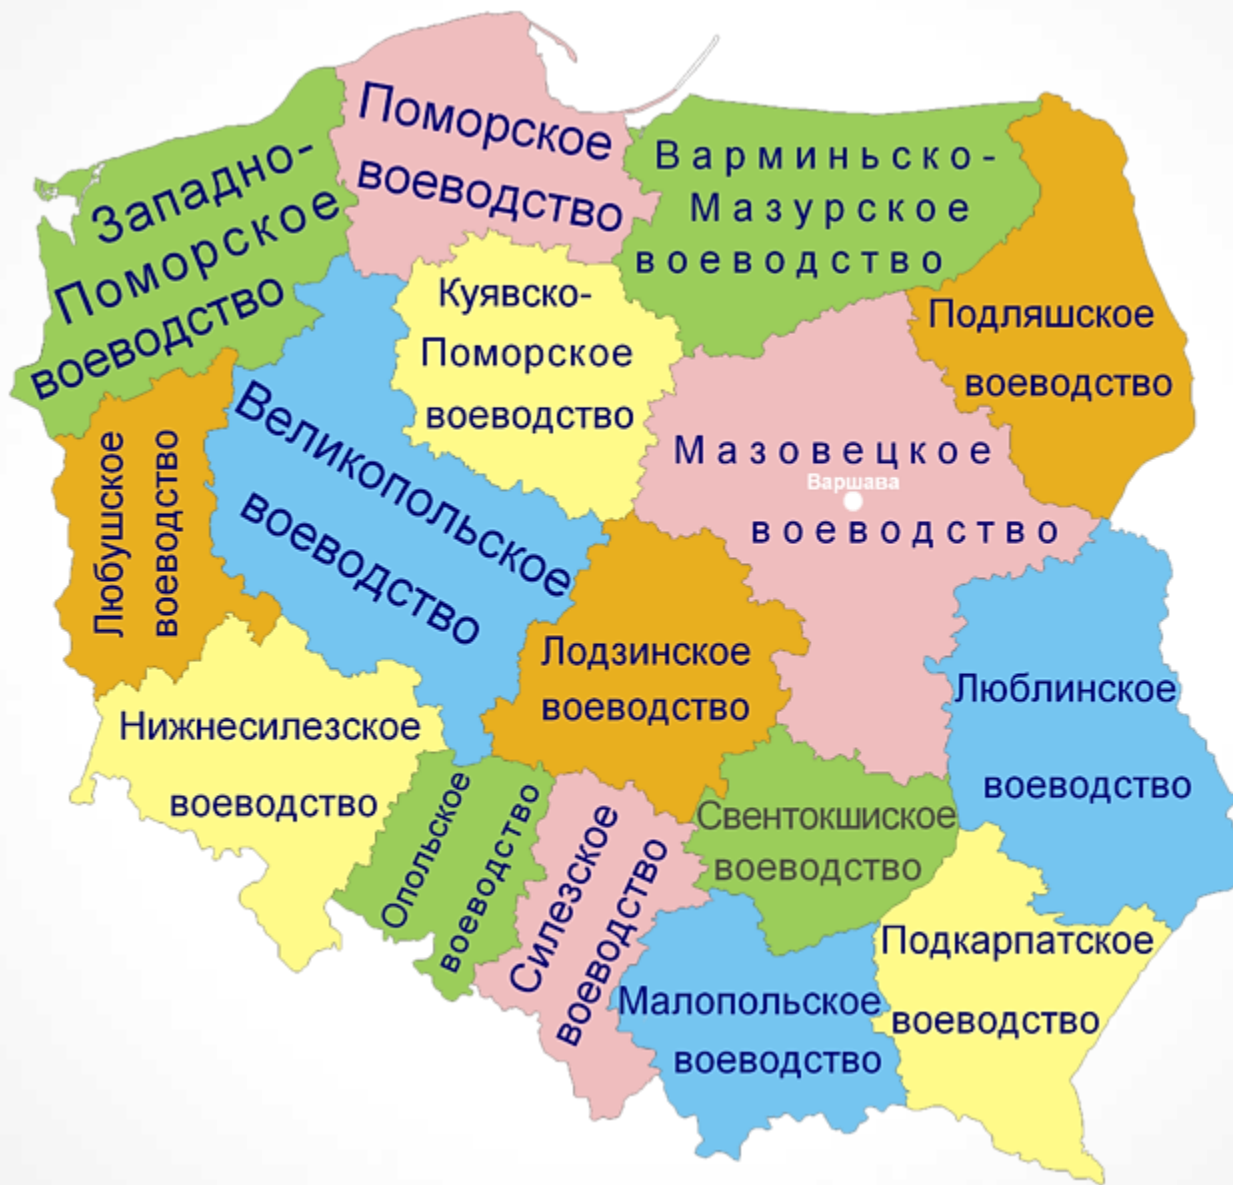 Поморское
воеводство
Западно-
Поморское
воеводство
Варминьско-
Мазурское
воеводство
Куявско-
Поморское
воеводство
Подляшское
воеводство
Великопольское
воеводство
Любушское
воеводство
Мазовецкое
Варшава
воеводство
Лодзинское
воеводство
Люблинское
воеводство
Нижнесилезское
воеводство
Опольское
воеводство
Силезское
воеводство
Свентокшиское
воеводство
Подкарпатское
воеводство
Малопольское
воеводство